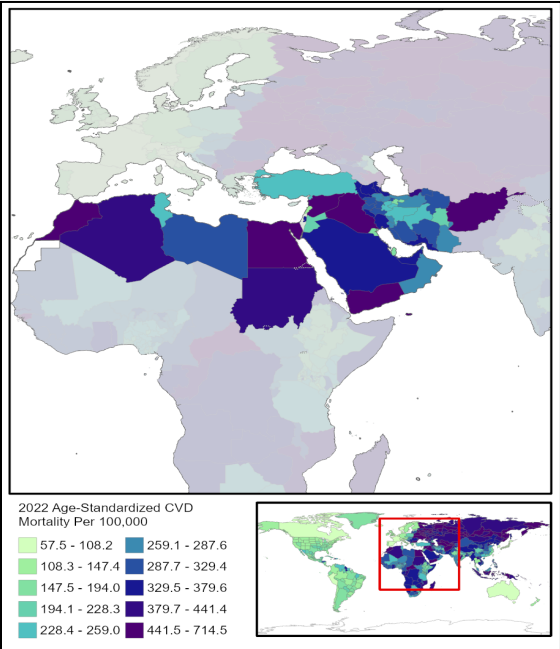 2022 Age-Standardized CVD
Mortality Per 100,000
57.5 - 108.2
108.3 - 147.4
147.5 - 194.0
194.1 - 228.3
228.4 - 259.0
259.1 - 287.6
287.7 - 329.4
329.5 - 379.6
379.7 - 441.4
441.5 - 714.5